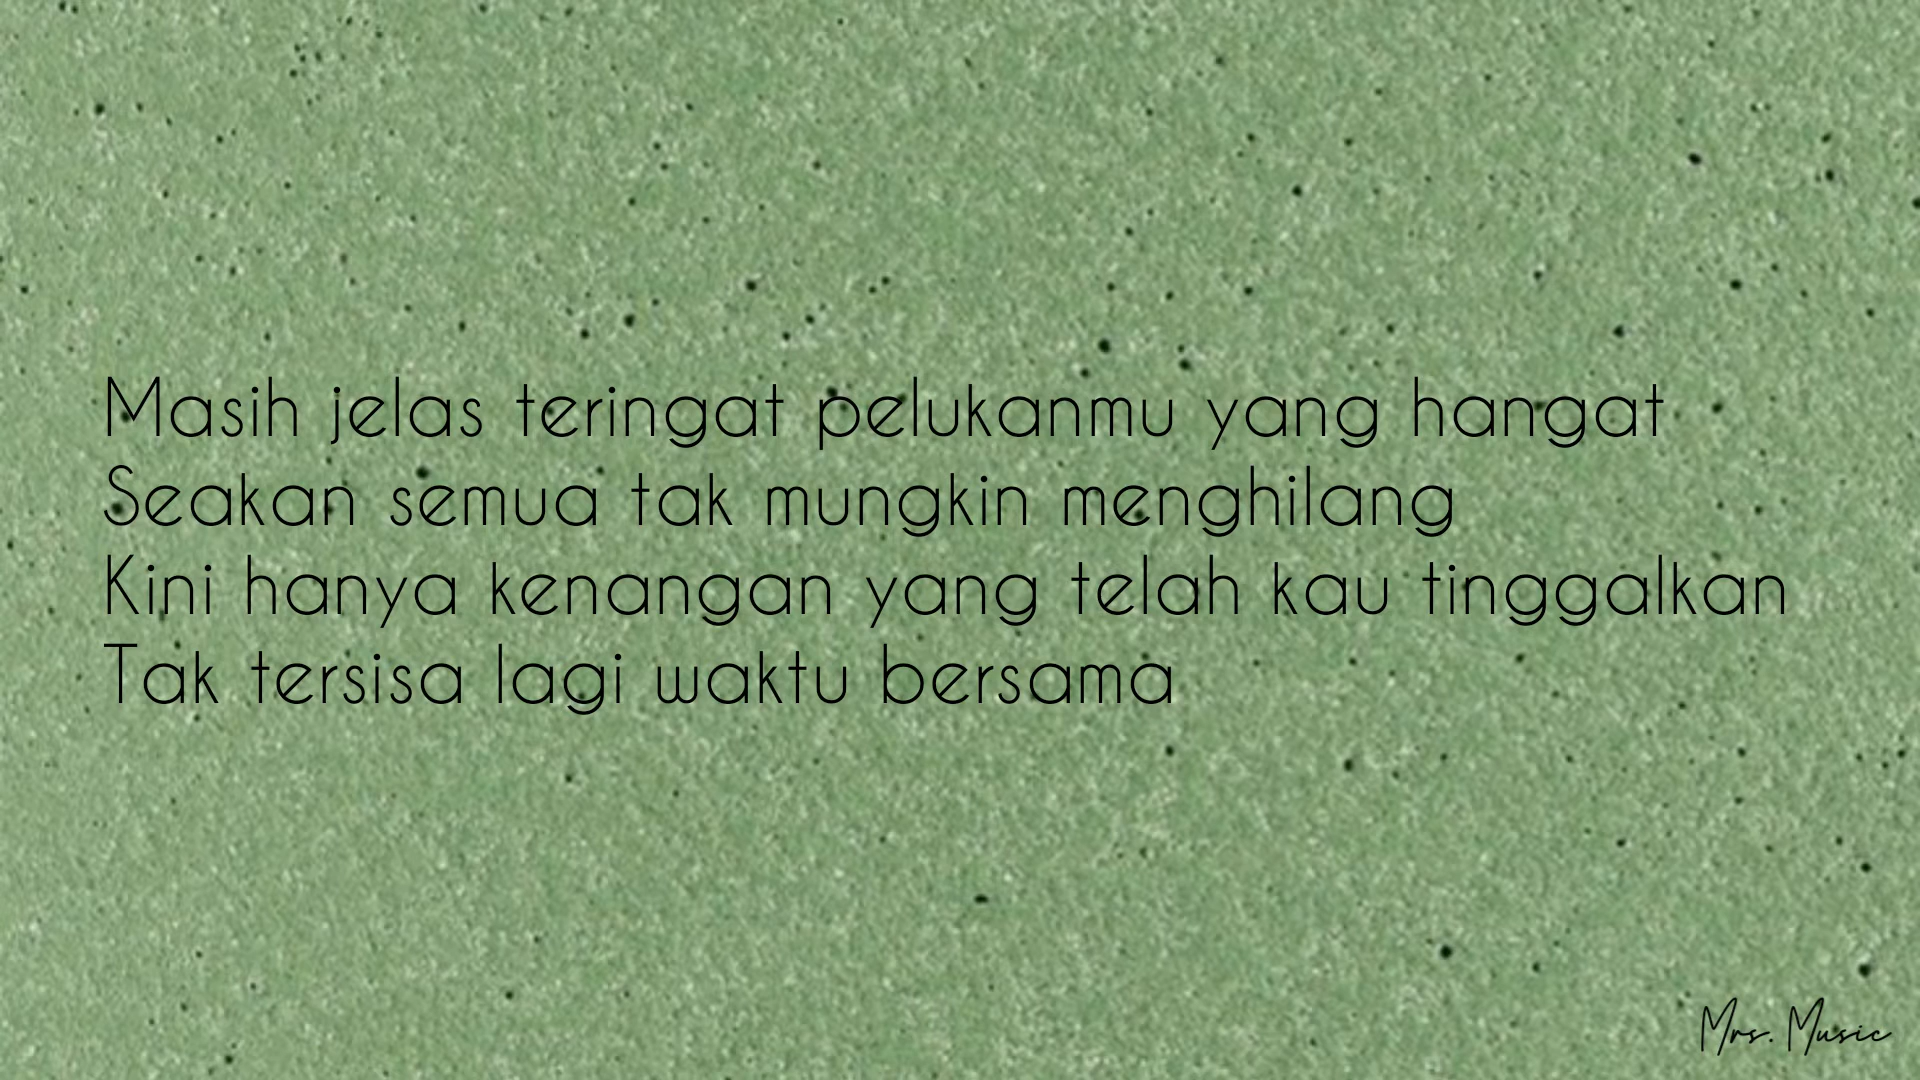 Masih jelas teringat pelukanmu yang hangat
Seakan semua tak mungkin menghilang
Kini hanya kenangan yang telah kau tinggalkan
Tak tersisa lagi waktu bersama
Mrs. Music